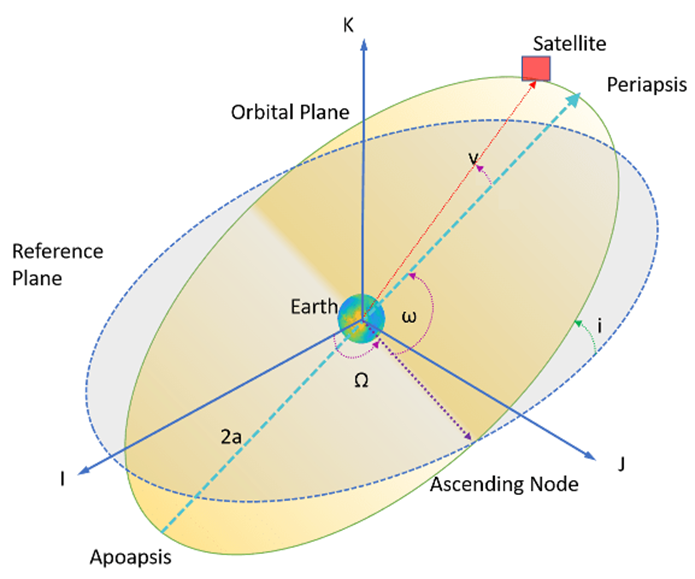 K
Satellite
Periapsis
Orbital Plane
v
Reference
Plane
Earth
ω
i
Ω
2a
I
J
Ascending Node
Apoapsis